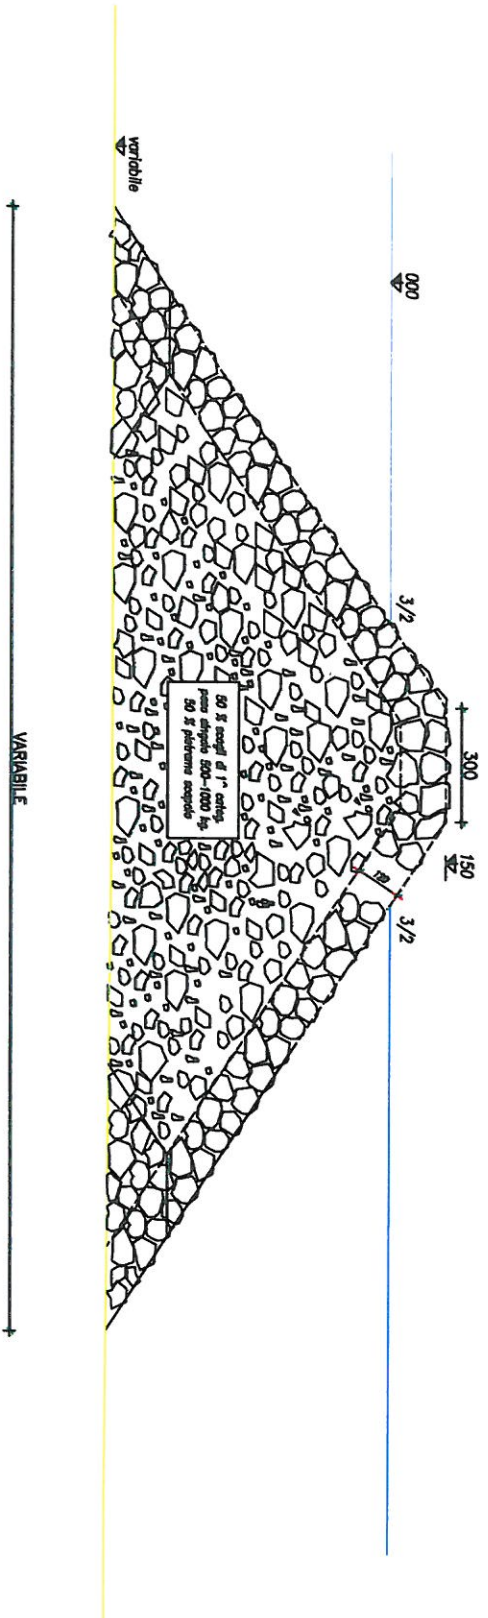 300
150
000
3/2
3/2
50 % scogli di 1^ categ.
peso singolo 500-1000 kg.
50 % pietrame scapolo
variabile
VARIABILE